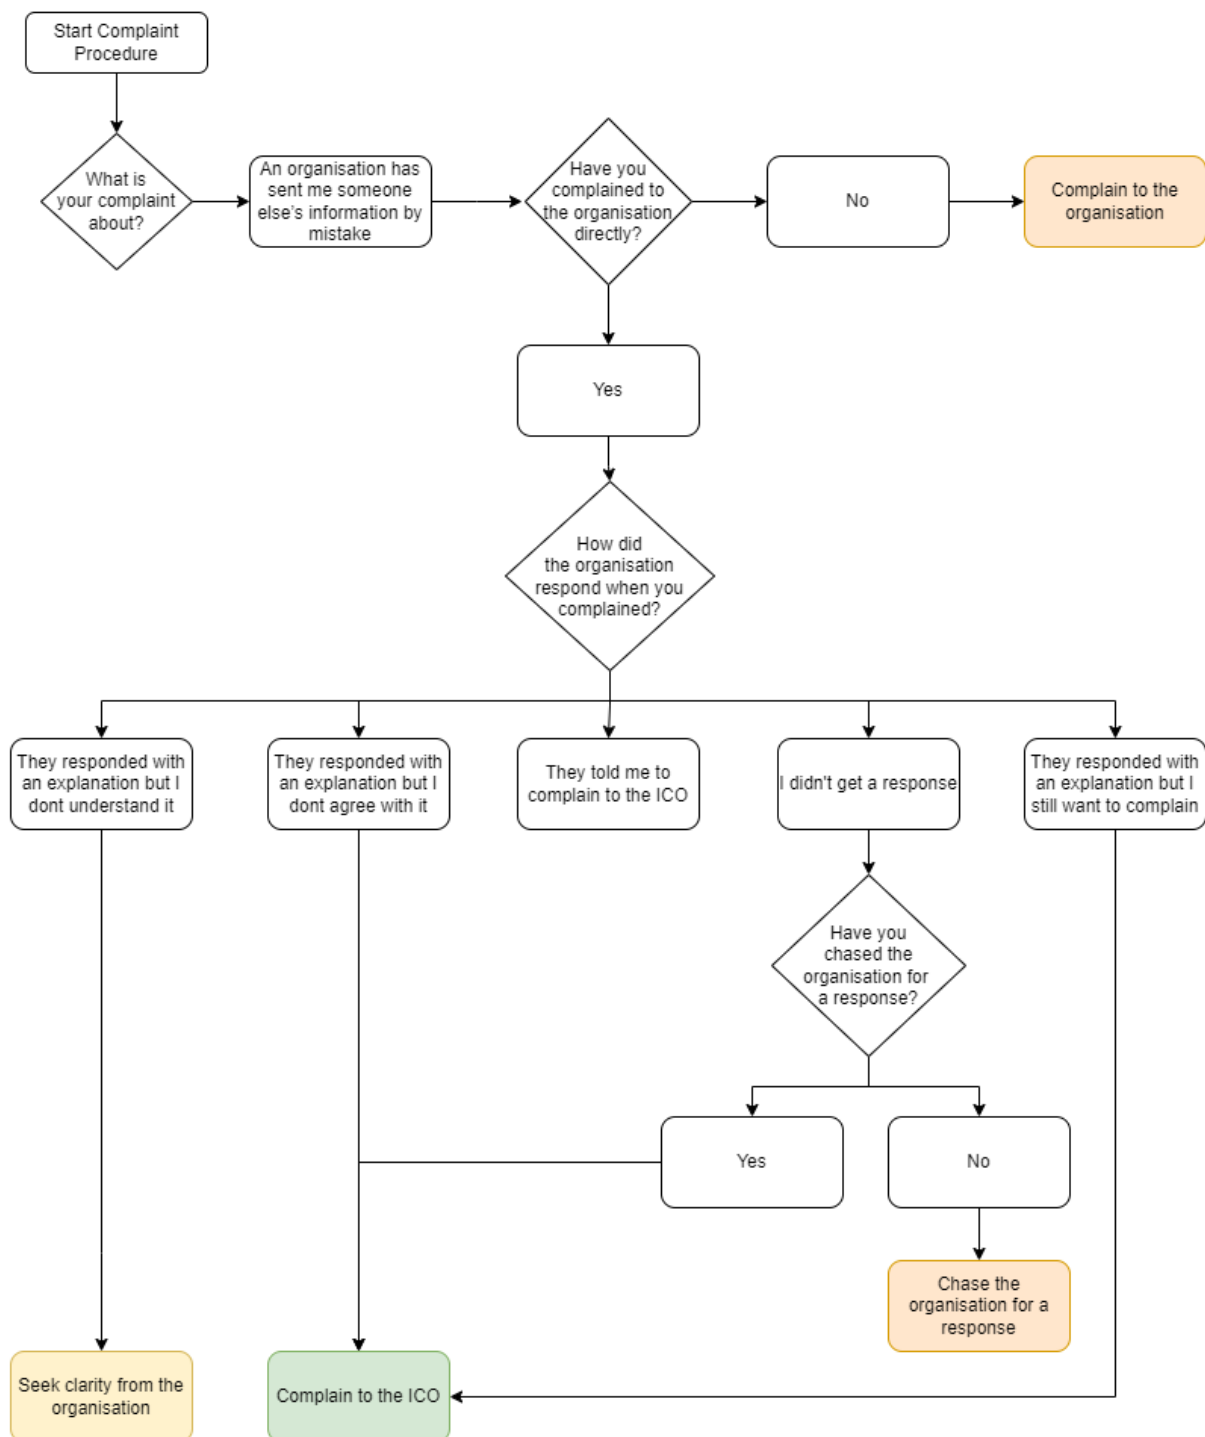 Start Complaint
Procedure
What is
your complaint
about?
An organisation has
sent me someone
else's information by
mistake
Have you
complained to
the organisation
directly?
No
Complain to the
organisation
Yes
How did
the organisation
respond when you
complained?
They responded with
an explanation but I
dont understand it
They responded with
an explanation but I
dont agree with it
They told me to
complain to the ICO
I didn't get a response
They responded with
an explanation but I
still want to complain
Have you
chased the
organisation for
a response?
Yes
No
Chase the
organisation for a
response
Seek clarity from the
organisation
Complain to the ICO